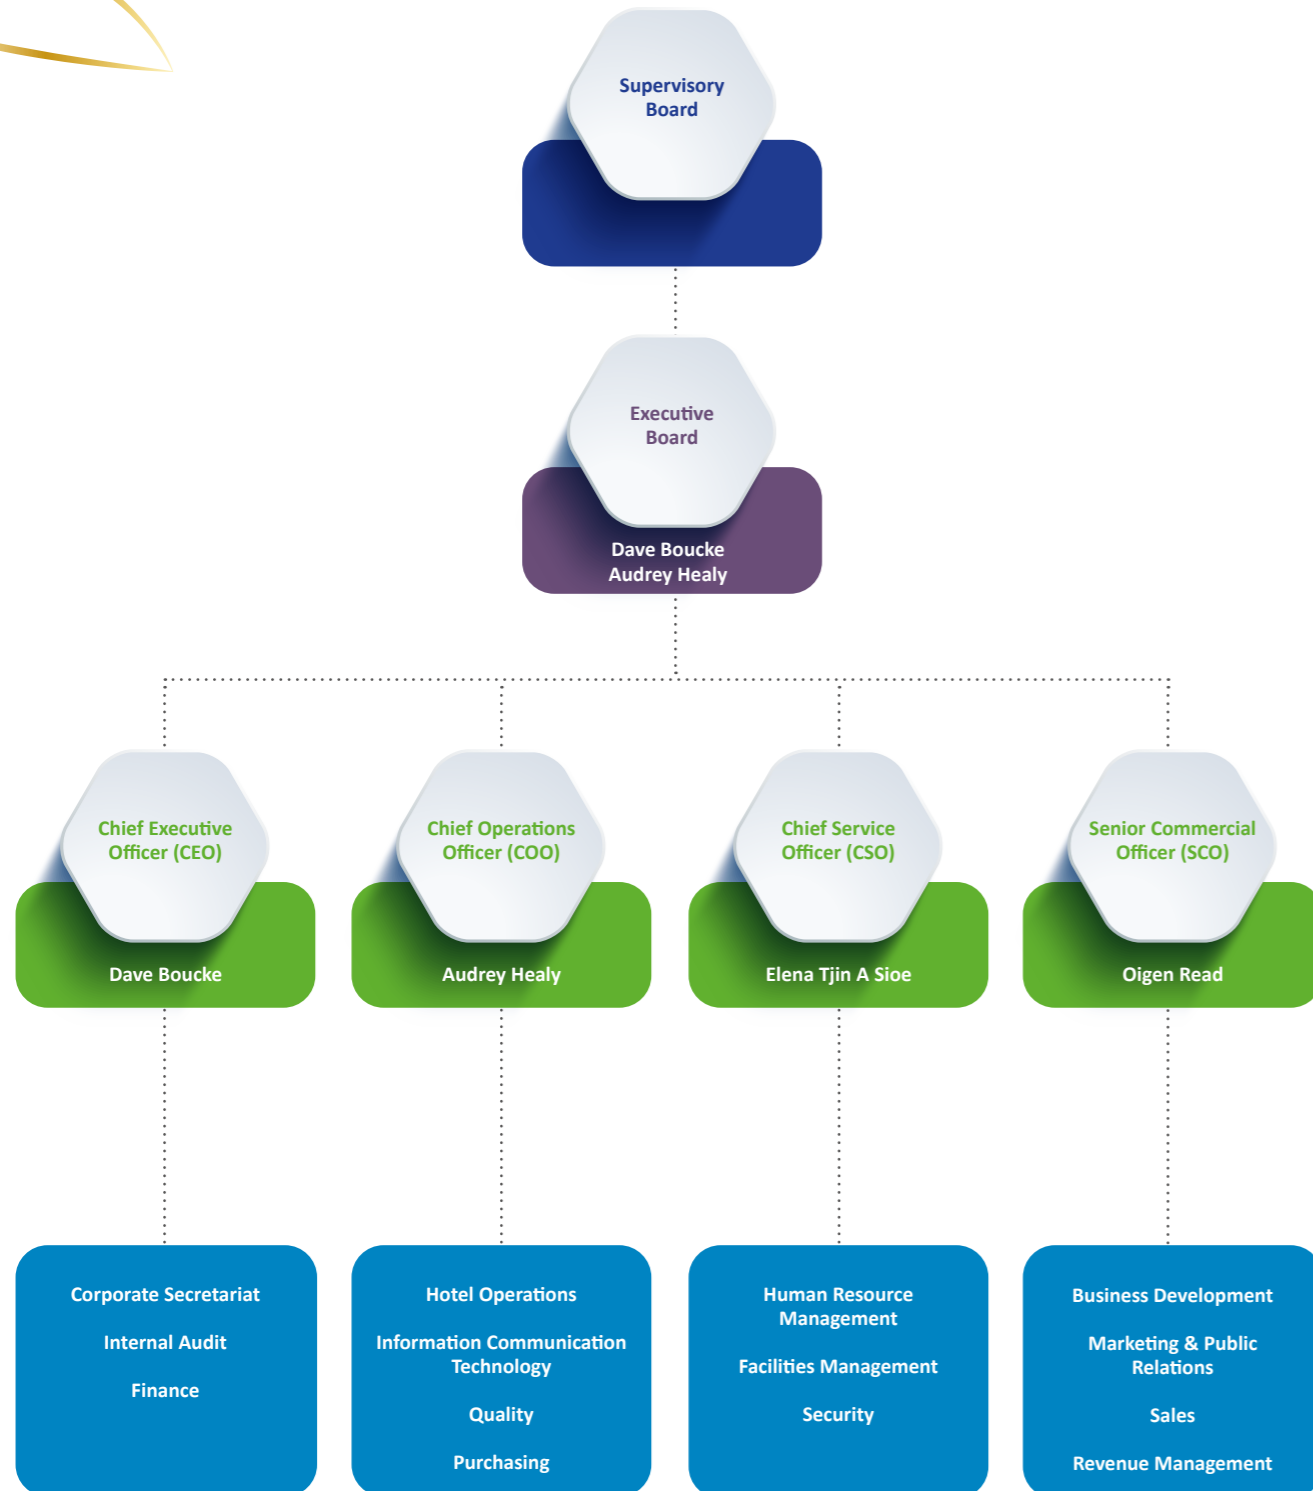 Supervisory
Board
Executive
Board
Dave Boucke
Audrey Healy
Chief Executive
Officer (CEO)
Dave Boucke
Chief Operations
Officer (COO)
Audrey Healy
Chief Service
Officer (CSO)
Elena Tjin A Sioe
Senior Commercial
Officer (SCO)
Oigen Read
Corporate Secretariat
Internal Audit
Finance
Hotel Operations
Information Communication
Technology
Quality
Purchasing
Human Resource
Management
Facilities Management
Security
Business Development
Marketing & Public
Relations
Sales
Revenue Management